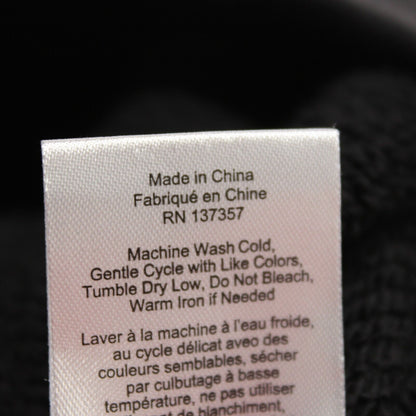 Made in China
Fabriqué en Chine
RN 137357
Machine Wash Cold,
Gentle Cycle with Like Colors,
Tumble Dry Low, Do Not Bleach,
Warm Iron if Needed
Laver à la machine à l'eau froide,
au cycle délicat avec des
couleurs semblables, sécher
par culbutage à basse
température, ne pas utiliser
de blanchiment